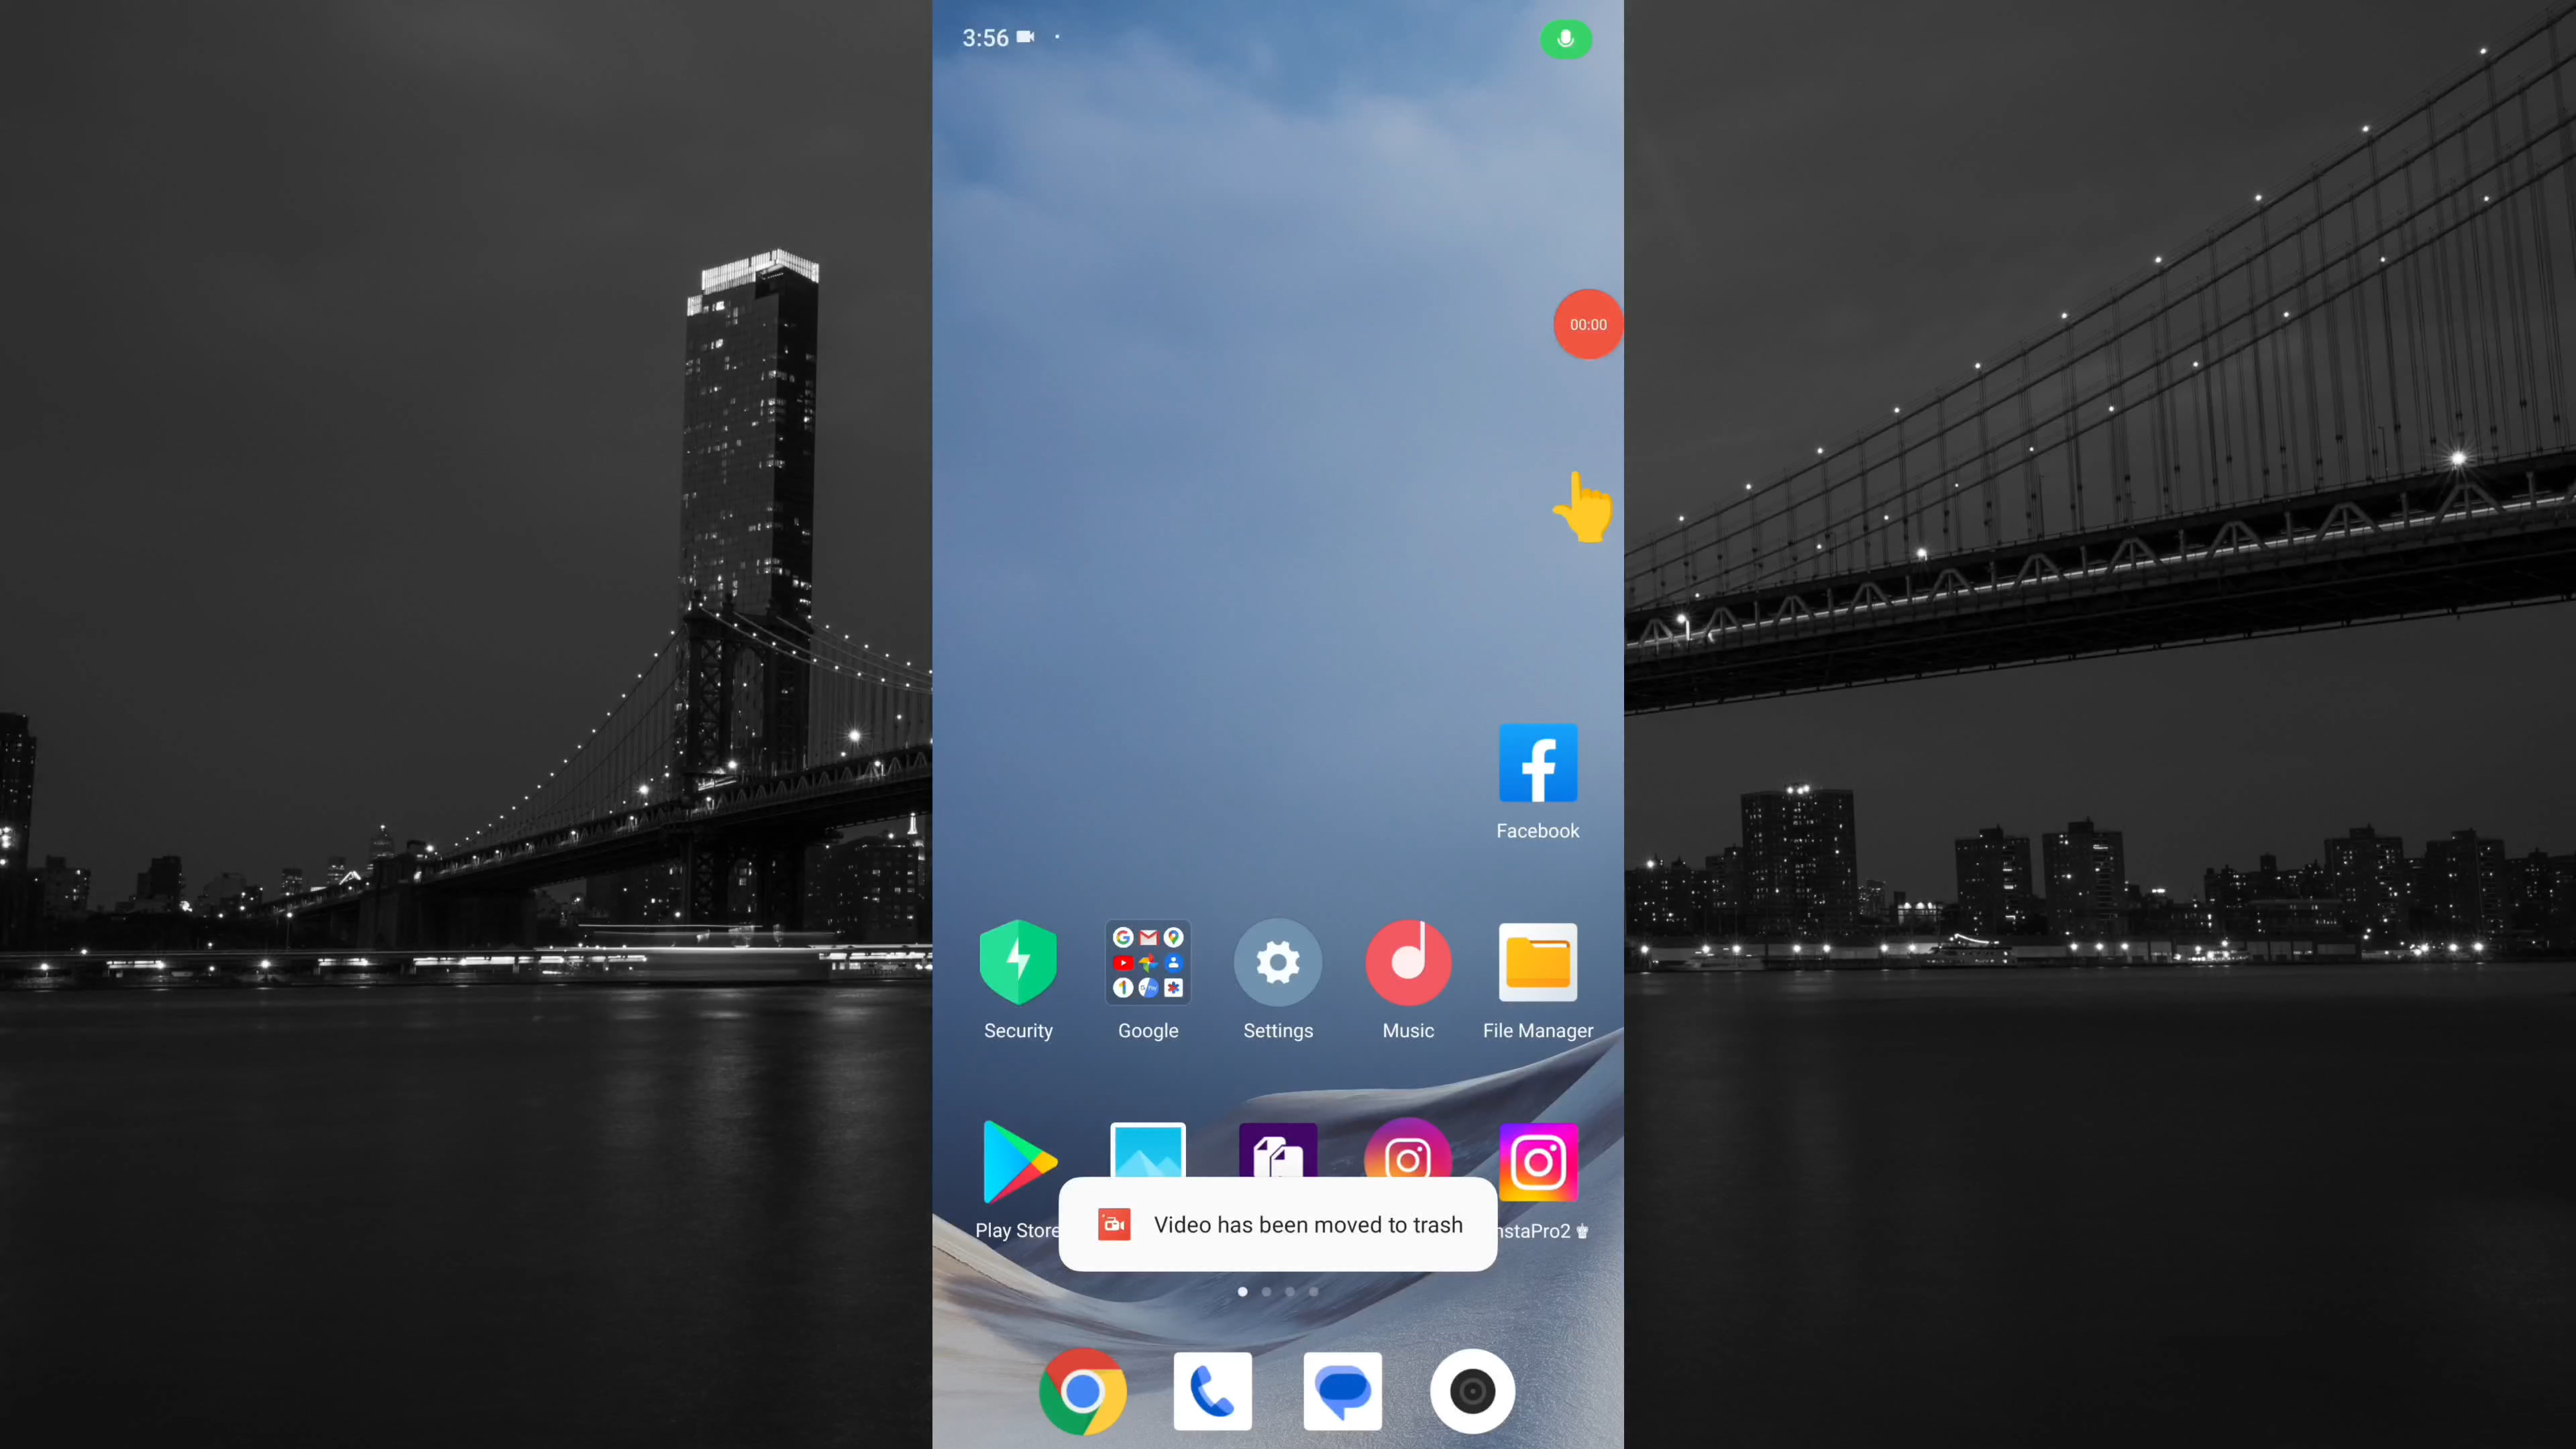 3:56
00:00
Facebook
Security
Google
Settings
Music
File Manager
Play Store
nstaPro2
Video has been moved to trash